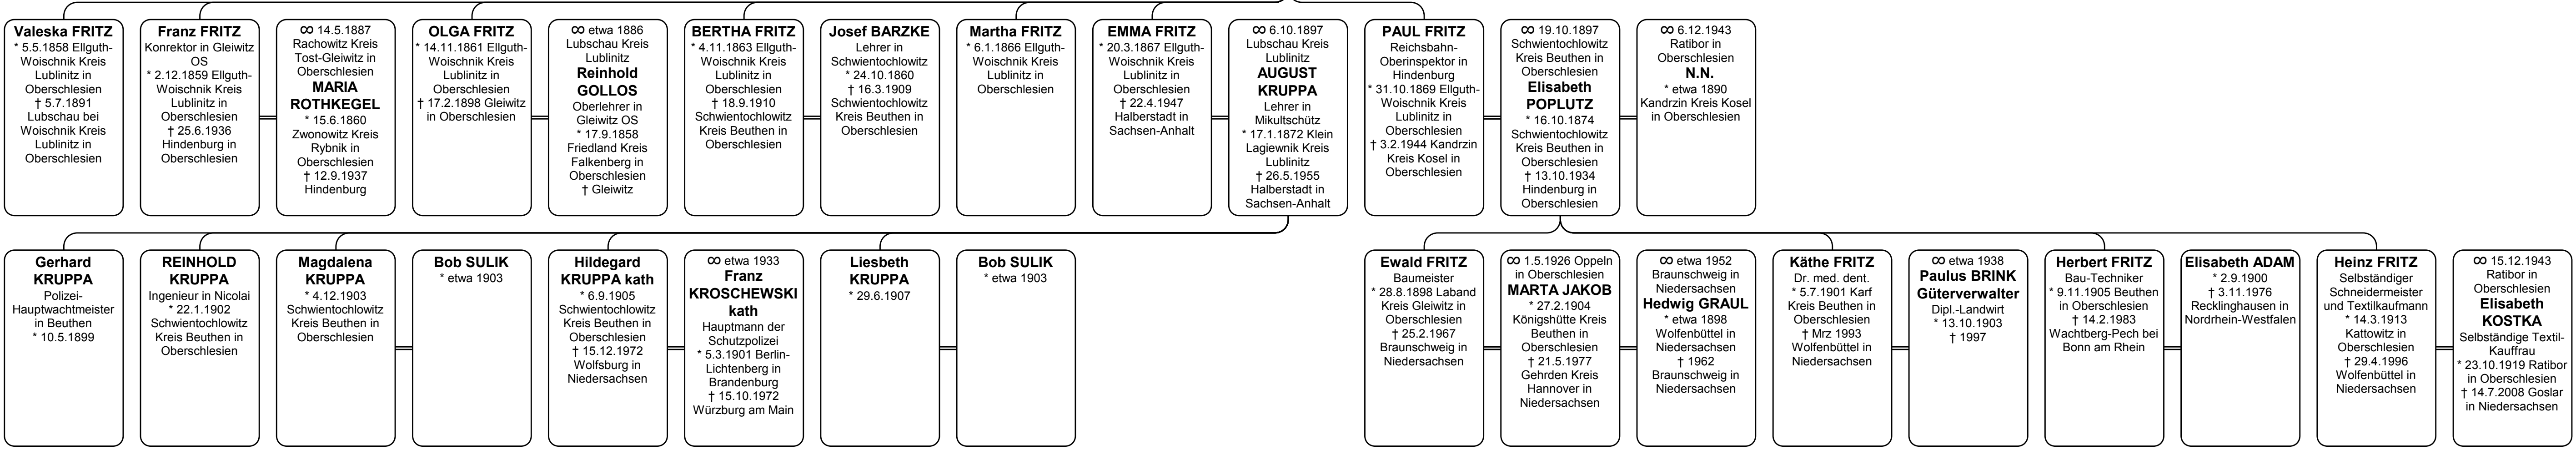 Valeska FRITZ
* 5.5.1858 Ellguth-
Woischnik Kreis
Lublinitz in
Oberschlesien
† 5.7.1891
Lubschau bei
Woischnik Kreis
Lublinitz in
Oberschlesien
Franz FRITZ
Konrektor in Gleiwitz
OS
* 2.12.1859 Ellguth-
Woischnik Kreis
Lublinitz in
Oberschlesien
† 25.6.1936
Hindenburg in
Oberschlesien
∞ 14.5.1887
Rachowitz Kreis
Tost-Gleiwitz in
Oberschlesien
MARIA
ROTHKEGEL
* 15.6.1860
Zwonowitz Kreis
Rybnik in
Oberschlesien
† 12.9.1937
Hindenburg
OLGA FRITZ
* 14.11.1861 Ellguth-
Woischnik Kreis
Lublinitz in
Oberschlesien
† 17.2.1898 Gleiwitz
in Oberschlesien
∞ etwa 1886
Lubschau Kreis
Lublinitz
Reinhold
GOLLOS
Oberlehrer in
Gleiwitz OS
* 17.9.1858
Friedland Kreis
Falkenberg in
Oberschlesien
† Gleiwitz
BERTHA FRITZ
* 4.11.1863 Ellguth-
Woischnik Kreis
Lublinitz in
Oberschlesien
† 18.9.1910
Schwientochlowitz
Kreis Beuthen in
Oberschlesien
Josef BARZKE
Lehrer in
Schwientochlowitz
* 24.10.1860
† 16.3.1909
Schwientochlowitz
Kreis Beuthen in
Oberschlesien
Martha FRITZ
* 6.1.1866 Ellguth-
Woischnik Kreis
Lublinitz in
Oberschlesien
EMMA FRITZ
* 20.3.1867 Ellguth-
Woischnik Kreis
Lublinitz in
Oberschlesien
† 22.4.1947
Halberstadt in
Sachsen-Anhalt
∞ 6.10.1897
Lubschau Kreis
Lublinitz
AUGUST
KRUPPA
Lehrer in
Mikultschütz
* 17.1.1872 Klein
Lagiewnik Kreis
Lublinitz
† 26.5.1955
Halberstadt in
Sachsen-Anhalt
PAUL FRITZ
Reichsbahn-
Oberinspektor in
Hindenburg
* 31.10.1869 Ellguth-
Woischnik Kreis
Lublinitz in
Oberschlesien
† 3.2.1944 Kandrzin
Kreis Kosel in
Oberschlesien
∞ 19.10.1897
Schwientochlowitz
Kreis Beuthen in
Oberschlesien
Elisabeth
POPLUTZ
* 16.10.1874
Schwientochlowitz
Kreis Beuthen in
Oberschlesien
† 13.10.1934
Hindenburg in
Oberschlesien
∞ 6.12.1943
Ratibor in
Oberschlesien
N.N.
* etwa 1890
Kandrzin Kreis Kosel
in Oberschlesien
Gerhard
KRUPPA
Polizei-
Hauptwachtmeister
in Beuthen
* 10.5.1899
REINHOLD
KRUPPA
Ingenieur in Nicolai
* 22.1.1902
Schwientochlowitz
Kreis Beuthen in
Oberschlesien
Magdalena
KRUPPA
* 4.12.1903
Schwientochlowitz
Kreis Beuthen in
Oberschlesien
Bob SULIK
* etwa 1903
Hildegard
KRUPPA kath
* 6.9.1905
Schwientochlowitz
Kreis Beuthen in
Oberschlesien
† 15.12.1972
Wolfsburg in
Niedersachsen
∞ etwa 1933
Franz
KROSCHEWSKI
kath
Hauptmann der
Schutzpolizei
* 5.3.1901 Berlin-
Lichtenberg in
Brandenburg
† 15.10.1972
Würzburg am Main
Liesbeth
KRUPPA
* 29.6.1907
Bob SULIK
* etwa 1903
Ewald FRITZ
Baumeister
* 28.8.1898 Laband
Kreis Gleiwitz in
Oberschlesien
† 25.2.1967
Braunschweig in
Niedersachsen
∞ 1.5.1926 Oppeln
in Oberschlesien
MARTA JAKOB
* 27.2.1904
Königshütte Kreis
Beuthen in
Oberschlesien
† 21.5.1977
Gehrden Kreis
Hannover in
Niedersachsen
∞ etwa 1952
Braunschweig in
Niedersachsen
Hedwig GRAUL
* etwa 1898
Wolfenbüttel in
Niedersachsen
† 1962
Braunschweig in
Niedersachsen
Käthe FRITZ
Dr. med. dent.
* 5.7.1901 Karf
Kreis Beuthen in
Oberschlesien
† Mrz 1993
Wolfenbüttel in
Niedersachsen
∞ etwa 1938
Paulus BRINK
Güterverwalter
Dipl.-Landwirt
* 13.10.1903
† 1997
Herbert FRITZ
Bau-Techniker
* 9.11.1905 Beuthen
in Oberschlesien
† 14.2.1983
Wachtberg-Pech bei
Bonn am Rhein
Elisabeth ADAM
* 2.9.1900
† 3.11.1976
Recklinghausen in
Nordrhein-Westfalen
Heinz FRITZ
Selbständiger
Schneidermeister
und Textilkaufmann
* 14.3.1913
Kattowitz in
Oberschlesien
† 29.4.1996
Wolfenbüttel in
Niedersachsen
∞ 15.12.1943
Ratibor in
Oberschlesien
Elisabeth
KOSTKA
Selbständige Textil-
Kauffrau
* 23.10.1919 Ratibor
in Oberschlesien
† 14.7.2008 Goslar
in Niedersachsen